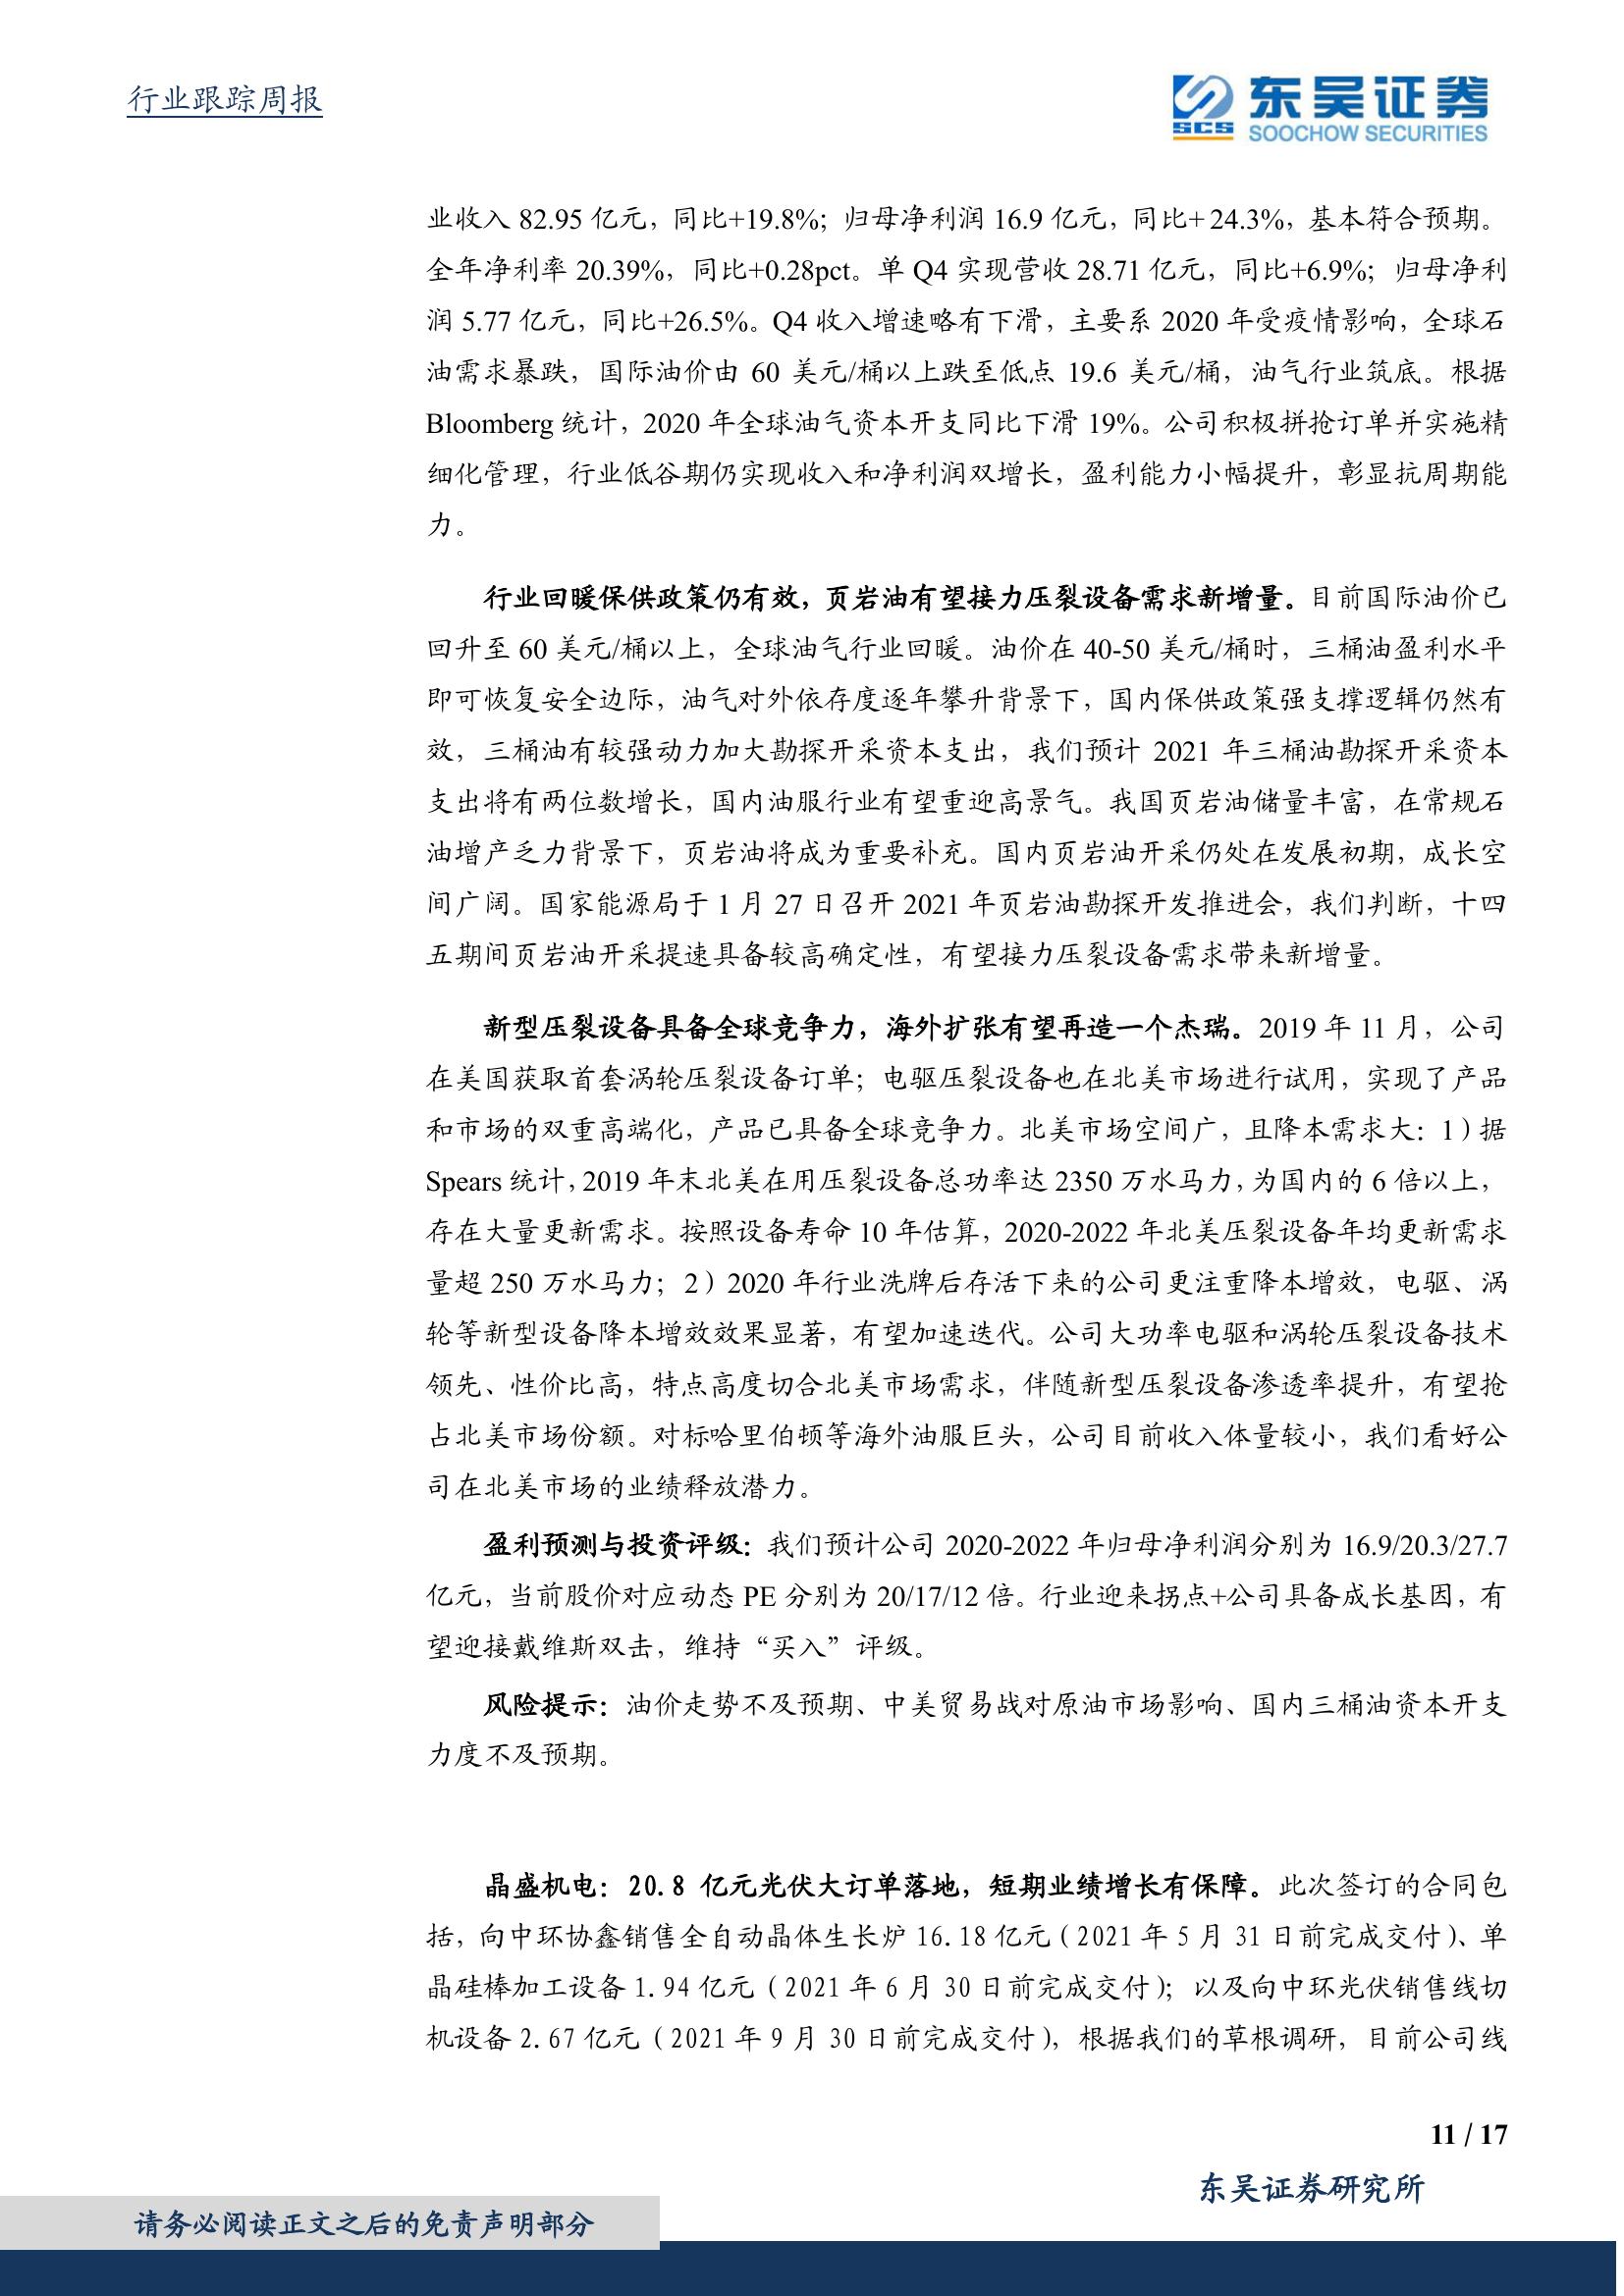 行业跟踪周报
SCS
东吴证券
SOOCHOW SECURITIES
业收入 82.95 亿元，同比+19.8%；归母净利润 16.9 亿元，同比+ 24.3%，基本符合预期。
全年净利率 20.39%，同比+0.28pct。单 Q4 实现营收 28.71 亿元，同比+6.9%；归母净利
润 5.77 亿元，同比+26.5%。Q4 收入增速略有下滑，主要系 2020 年受疫情影响，全球石
油需求暴跌，国际油价由 60 美元/桶以上跌至低点 19.6 美元/桶，油气行业筑底。根据
Bloomberg 统计，2020 年全球油气资本开支同比下滑 19%。公司积极拼抢订单并实施精
细化管理，行业低谷期仍实现收入和净利润双增长，盈利能力小幅提升，彰显抗周期能
力。
行业回暖保供政策仍有效，页岩油有望接力压裂设备需求新增量。目前国际油价已
回升至 60 美元/桶以上，全球油气行业回暖。油价在 40-50 美元/桶时，三桶油盈利水平
即可恢复安全边际，油气对外依存度逐年攀升背景下，国内保供政策强支撑逻辑仍然有
效，三桶油有较强动力加大勘探开采资本支出，我们预计 2021 年三桶油勘探开采资本
支出将有两位数增长，国内油服行业有望重迎高景气。我国页岩油储量丰富，在常规石
油增产乏力背景下，页岩油将成为重要补充。国内页岩油开采仍处在发展初期，成长空
间广阔。国家能源局于 1 月 27 日召开 2021 年页岩油勘探开发推进会，我们判断，十四
五期间页岩油开采提速具备较高确定性，有望接力压裂设备需求带来新增量。
新型压裂设备具备全球竞争力，海外扩张有望再造一个杰瑞。2019 年 11 月，公司
在美国获取首套涡轮压裂设备订单；电驱压裂设备也在北美市场进行试用，实现了产品
和市场的双重高端化，产品已具备全球竞争力。北美市场空间广，且降本需求大：1）据
Spears 统计，2019 年末北美在用压裂设备总功率达 2350 万水马力，为国内的 6 倍以上，
存在大量更新需求。按照设备寿命 10 年估算，2020-2022 年北美压裂设备年均更新需求
量超 250 万水马力；2）2020 年行业洗牌后存活下来的公司更注重降本增效，电驱、涡
轮等新型设备降本增效效果显著，有望加速迭代。公司大功率电驱和涡轮压裂设备技术
领先、性价比高，特点高度切合北美市场需求，伴随新型压裂设备渗透率提升，有望抢
占北美市场份额。对标哈里伯顿等海外油服巨头，公司目前收入体量较小，我们看好公
司在北美市场的业绩释放潜力。
盈利预测与投资评级：我们预计公司 2020-2022 年归母净利润分别为 16.9/20.3/27.7
亿元，当前股价对应动态 PE 分别为 20/17/12 倍。行业迎来拐点+公司具备成长基因，有
望迎接戴维斯双击，维持“买入”评级。
风险提示：油价走势不及预期、中美贸易战对原油市场影响、国内三桶油资本开支
力度不及预期。
晶盛机电：20.8 亿元光伏大订单落地，短期业绩增长有保障。此次签订的合同包
括，向中环协鑫销售全自动晶体生长炉 16.18 亿元（2021 年 5 月 31 日前完成交付）、单
晶硅棒加工设备 1.94 亿元（2021 年 6 月 30 日前完成交付）；以及向中环光伏销售线切
机设备 2.67 亿元（2021 年 9 月 30 日前完成交付），根据我们的草根调研，目前公司线
11 / 17
东吴证券研究所
请务必阅读正文之后的免责声明部分